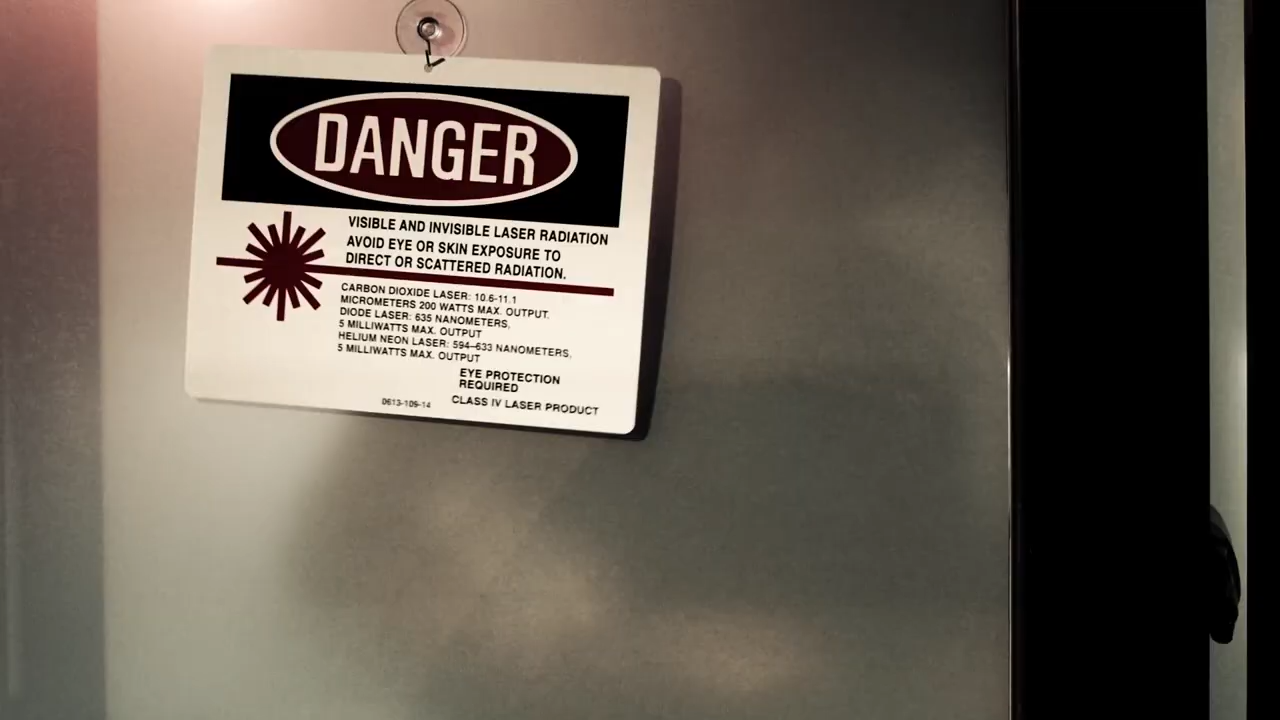 DANGER
VISIBLE AND INVISIBLE LASER RADIATION
AVOID EYE OR SKIN EXPOSURE TO
DIRECT OR SCATTERED RADIATION.
CARBON DIOXIDE LASER: 10.6-11.1
MICROMETERS 200 WATTS MAX. OUTPUT.
DIODE LASER: 635 NANOMETERS,
5 MILLIWATTS MAX. OUTPUT
HELIUM NEON LASER: 594–633 NANOMETERS,
5 MILLIWATTS MAX. OUTPUT
EYE PROTECTION
REQUIRED
0613-109-14 CLASS IV LASER PRODUCT